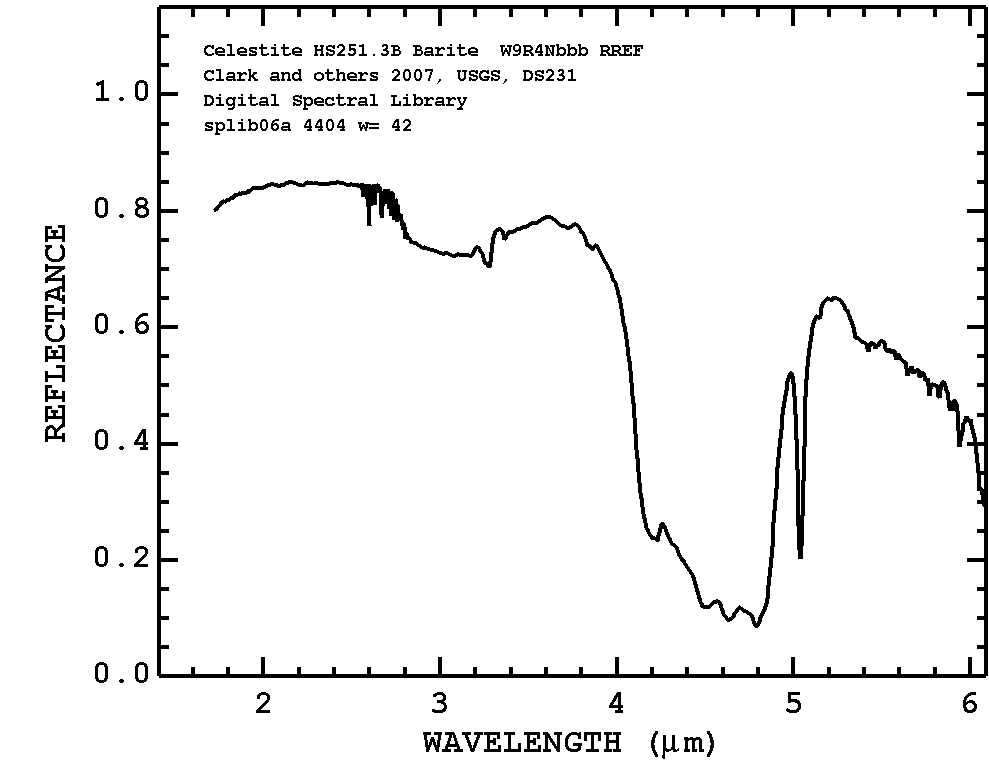 Celestite HS251.3B Barite  W9R4Nbbb RREF
Clark and others 2007, USGS, DS231
Digital Spectral Library
splib06a 4404 w= 42
1.0
0.8
0.6
0.4
0.2
0.0
REFLECTANCE
2 3 4 5 6
WAVELENGTH (μm)